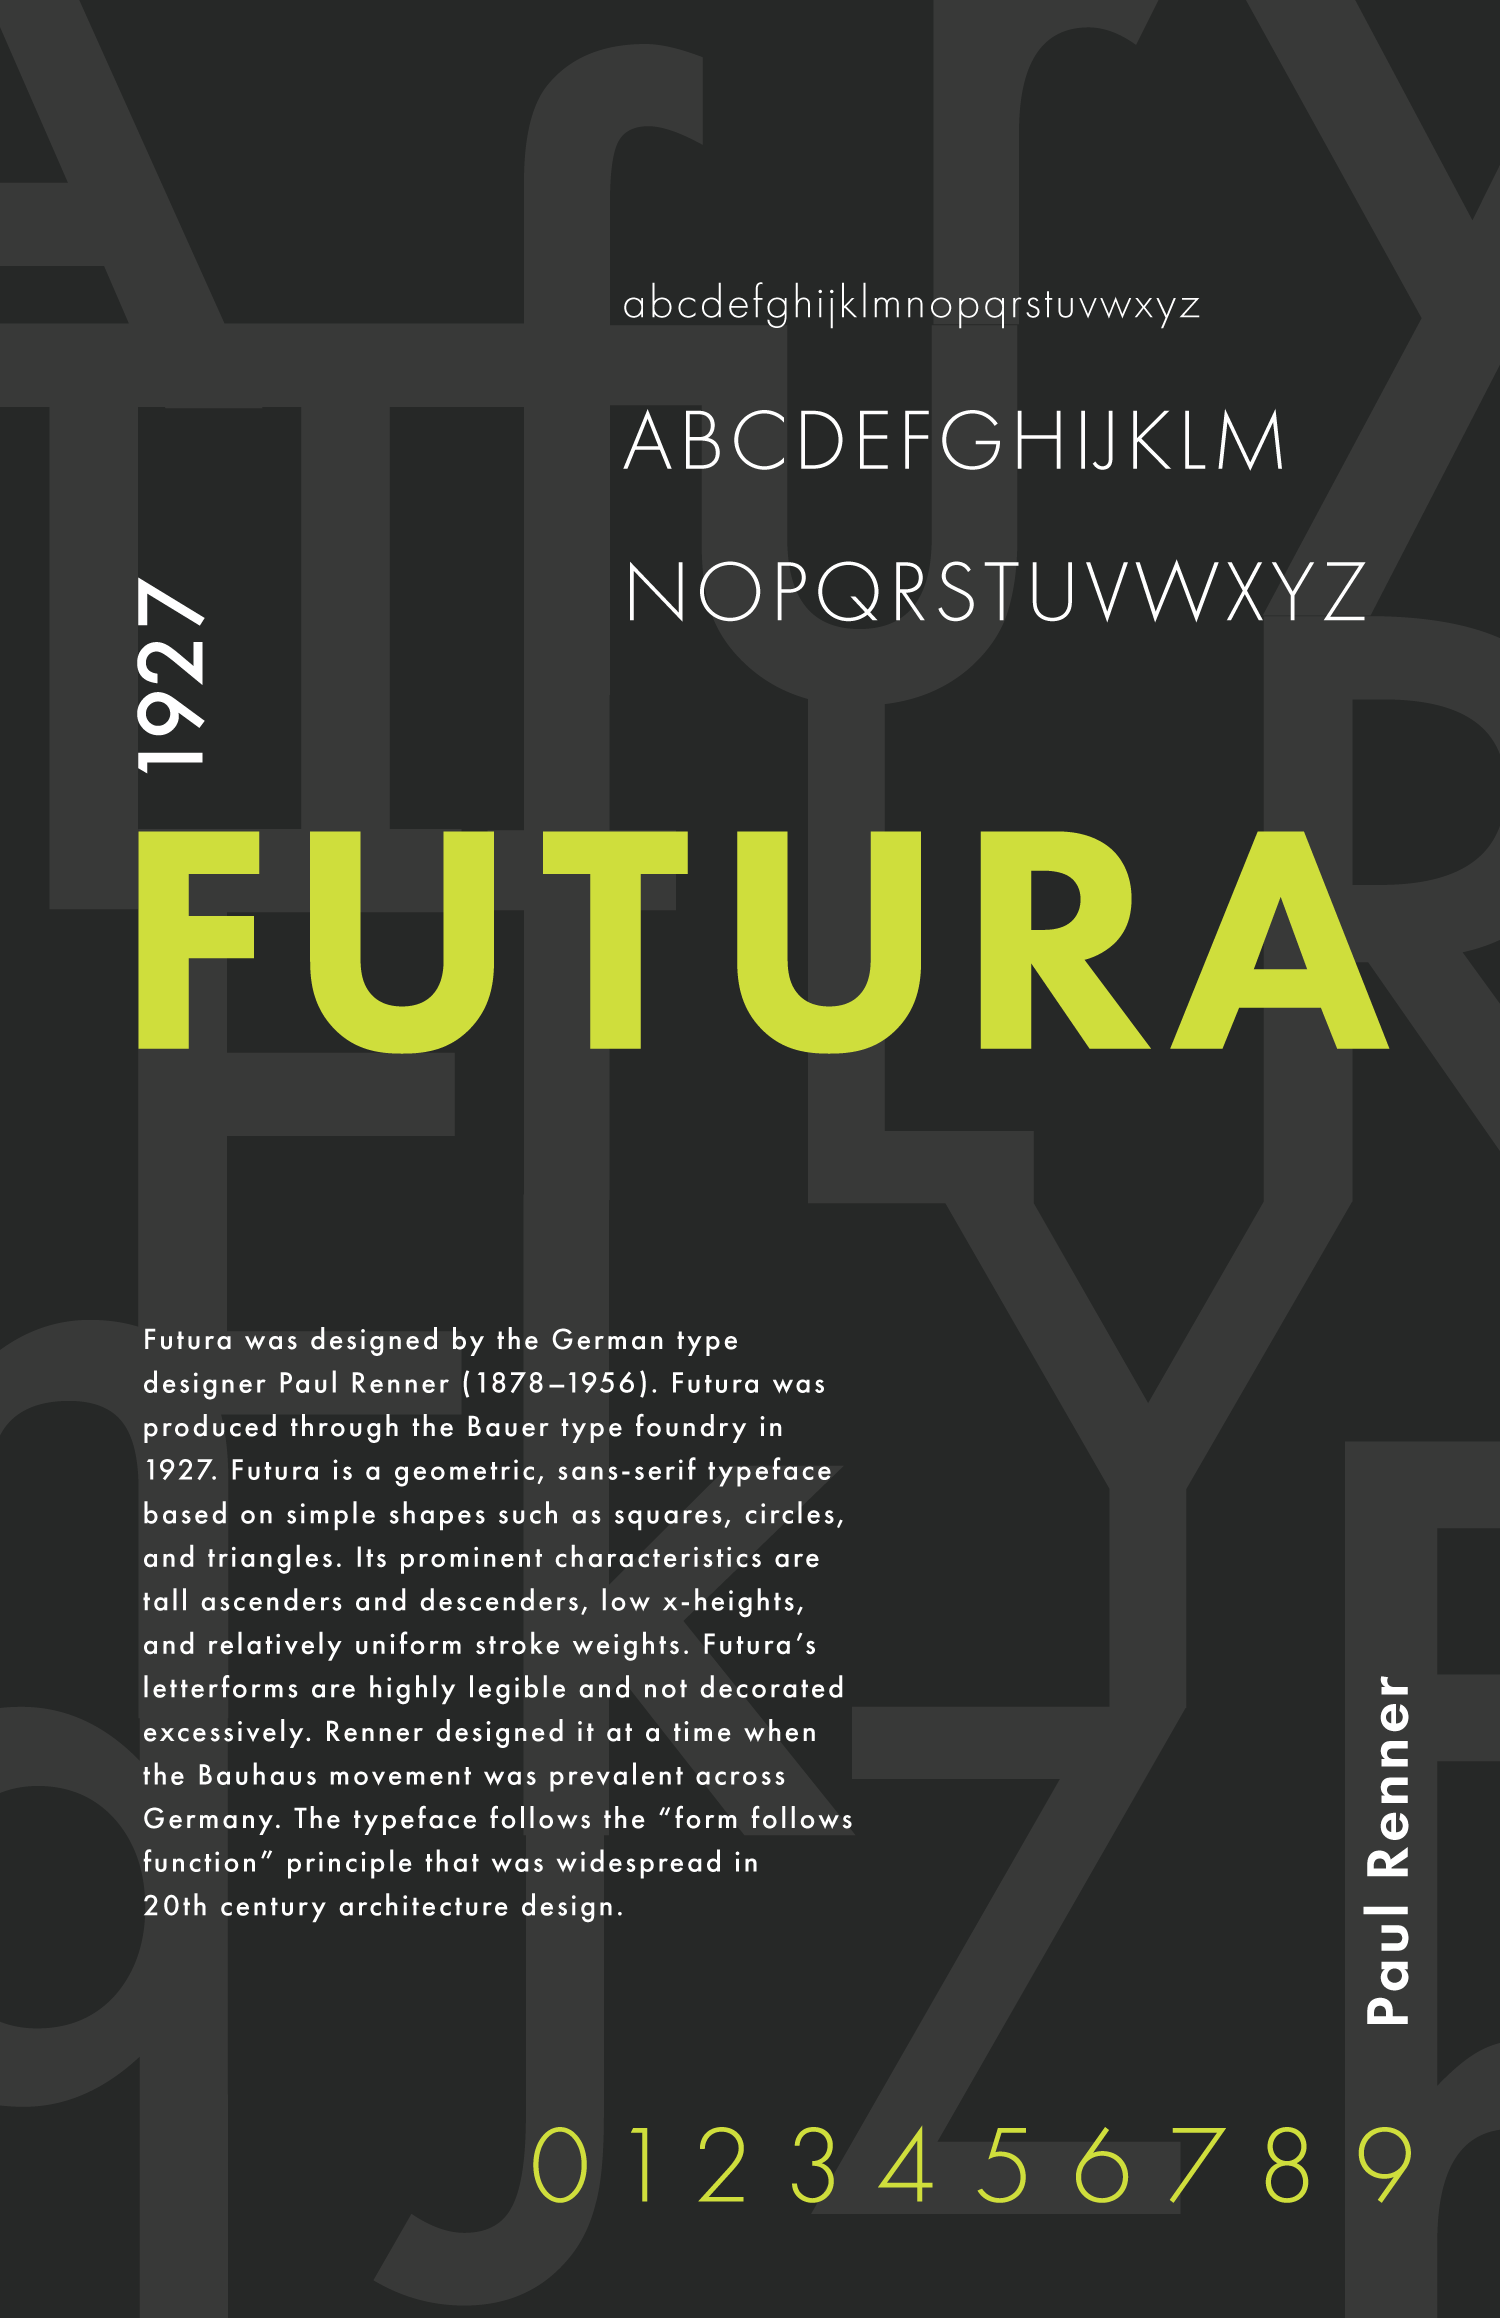 abcdefghijklmnopqrstuvwxyz
ABCDEFGHIJKLM
NOPQRSTUVWXYZ
1927
FUTURA
Futura was designed by the German type
designer Paul Renner (1878–1956). Futura was
produced through the Bauer type foundry in
1927. Futura is a geometric, sans-serif typeface
based on simple shapes such as squares, circles,
and triangles. Its prominent characteristics are
tall ascenders and descenders, low x-heights,
and relatively uniform stroke weights. Futura’s
letterforms are highly legible and not decorated
excessively. Renner designed it at a time when
the Bauhaus movement was prevalent across
Germany. The typeface follows the “form follows
function” principle that was widespread in
20th century architecture design.
Paul Renner
0 1 2 3 4 5 6 7 8 9